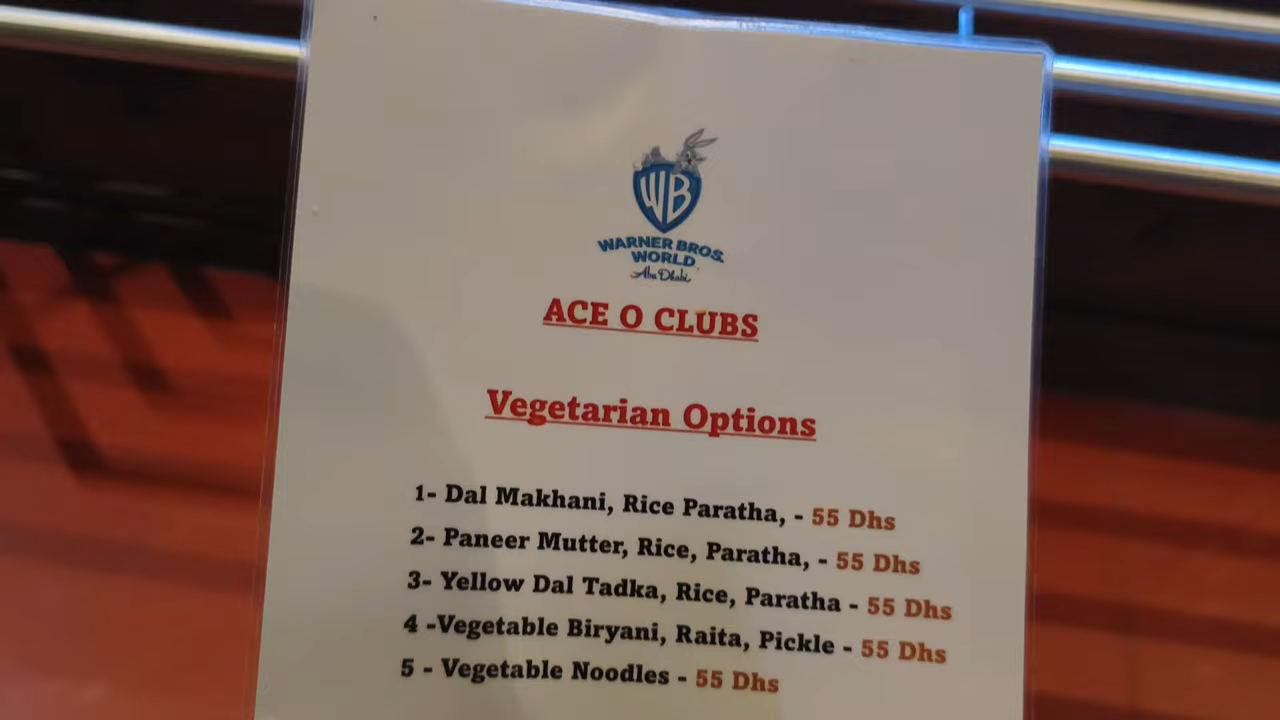 WB
WARNER BROS.
WORLD
Abu Dhabi
ACE O CLUBS
Vegetarian Options
1- Dal Makhani, Rice Paratha, - 55 Dhs
2- Paneer Mutter, Rice, Paratha, - 55 Dhs
3- Yellow Dal Tadka, Rice, Paratha - 55 Dhs
4 -Vegetable Biryani, Raita, Pickle - 55 Dhs
5 - Vegetable Noodles - 55 Dhs